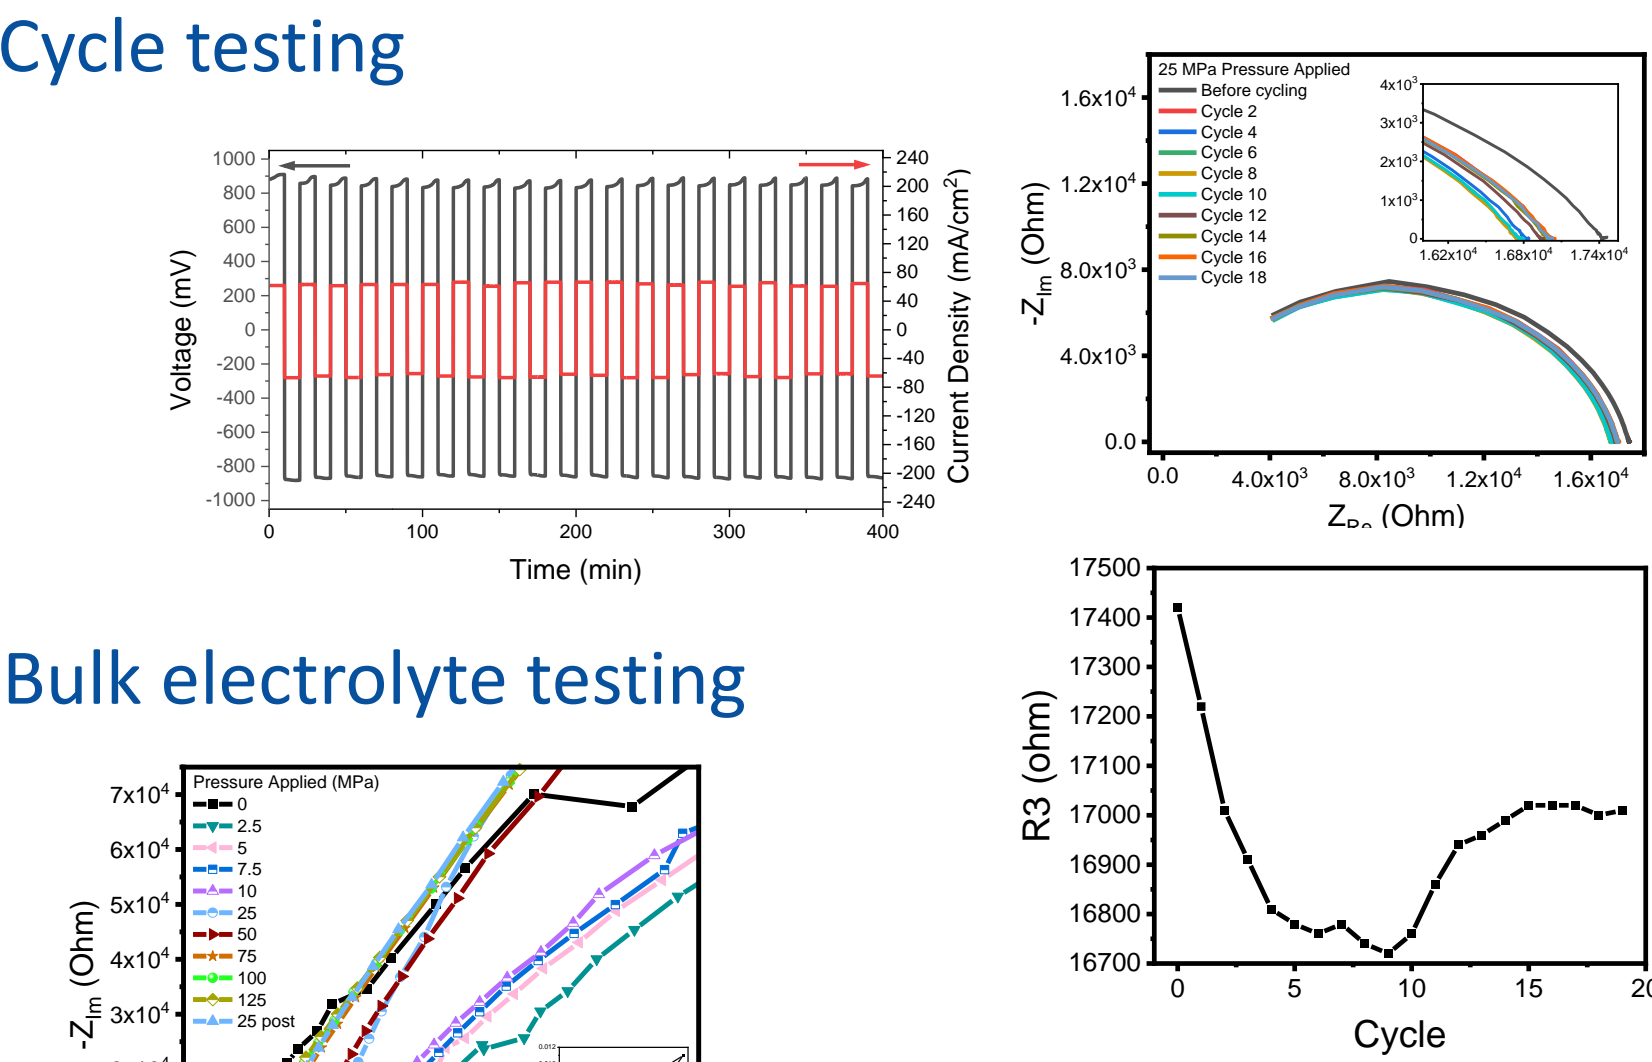 Cycle testing
1000
800
600
400
200
0
-200
-400
-600
-800
-1000
Voltage (mV)
240
200
160
120
80
40
0
-40
-80
-120
-160
-200
-240
Current Density (mA/cm²)
0 100 200 300 400
Time (min)
25 MPa Pressure Applied
Before cycling
Cycle 2
Cycle 4
Cycle 6
Cycle 8
Cycle 10
Cycle 12
Cycle 14
Cycle 16
Cycle 18
1.6x10⁴
1.2x10⁴
8.0x10³
4.0x10³
0.0
-Z_Im (Ohm)
0.0 4.0x10³ 8.0x10³ 1.2x10⁴ 1.6x10⁴
Z_Re (Ohm)
4x10³
3x10³
2x10³
1x10³
0
1.62x10⁴ 1.68x10⁴ 1.74x10⁴
17500
17400
17300
17200
17100
17000
16900
16800
16700
R3 (ohm)
0 5 10 15 20
Cycle
Bulk electrolyte testing
Pressure Applied (MPa)
0
2.5
5
7.5
10
25
50
75
100
125
25 post
7x10⁴
6x10⁴
5x10⁴
4x10⁴
3x10⁴
-Z_Im (Ohm)
0.012